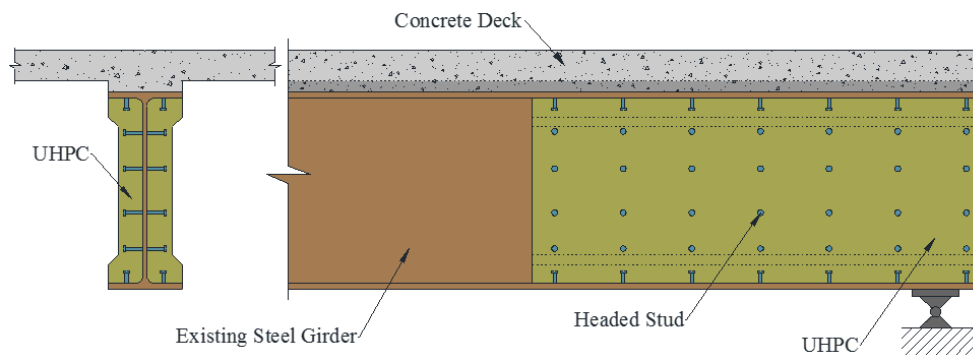 Concrete Deck
UHPC
Existing Steel Girder
Headed Stud
UHPC